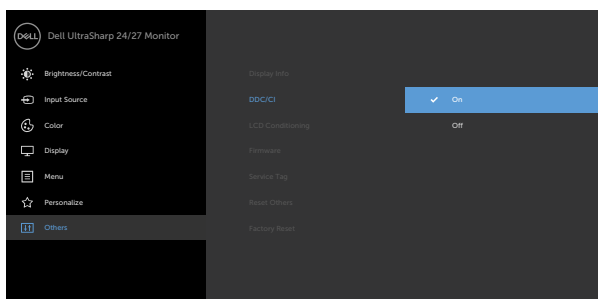 DELL Dell UltraSharp 24/27 Monitor
Brightness/Contrast Display Info
Input Source DDC/CI On
Color LCD Conditioning Off
Display Firmware
Menu Service Tag
Personalize Reset Others
Others Factory Reset